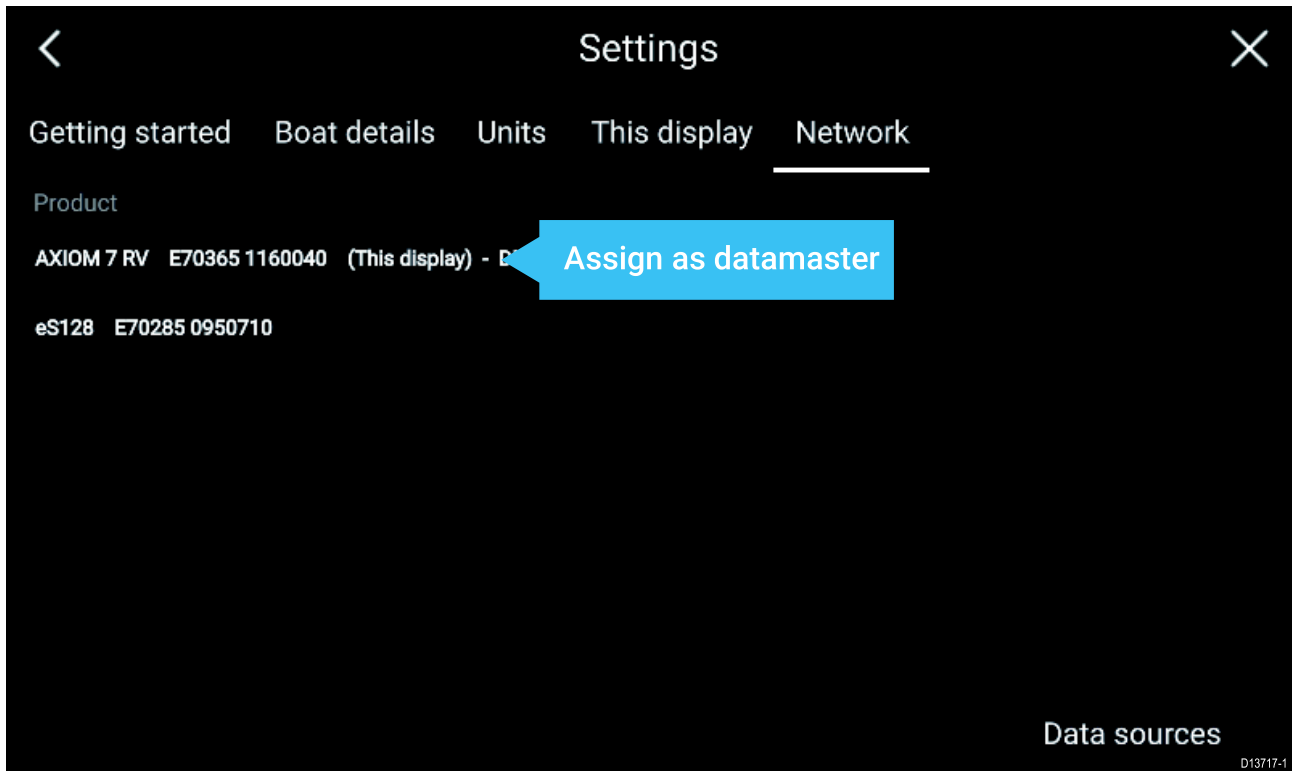 Settings
Getting started Boat details Units This display Network
Product
AXIOM 7 RV E70365 1160040 (This display) -
Assign as datamaster
eS128 E70285 0950710
Data sources
D13717-1